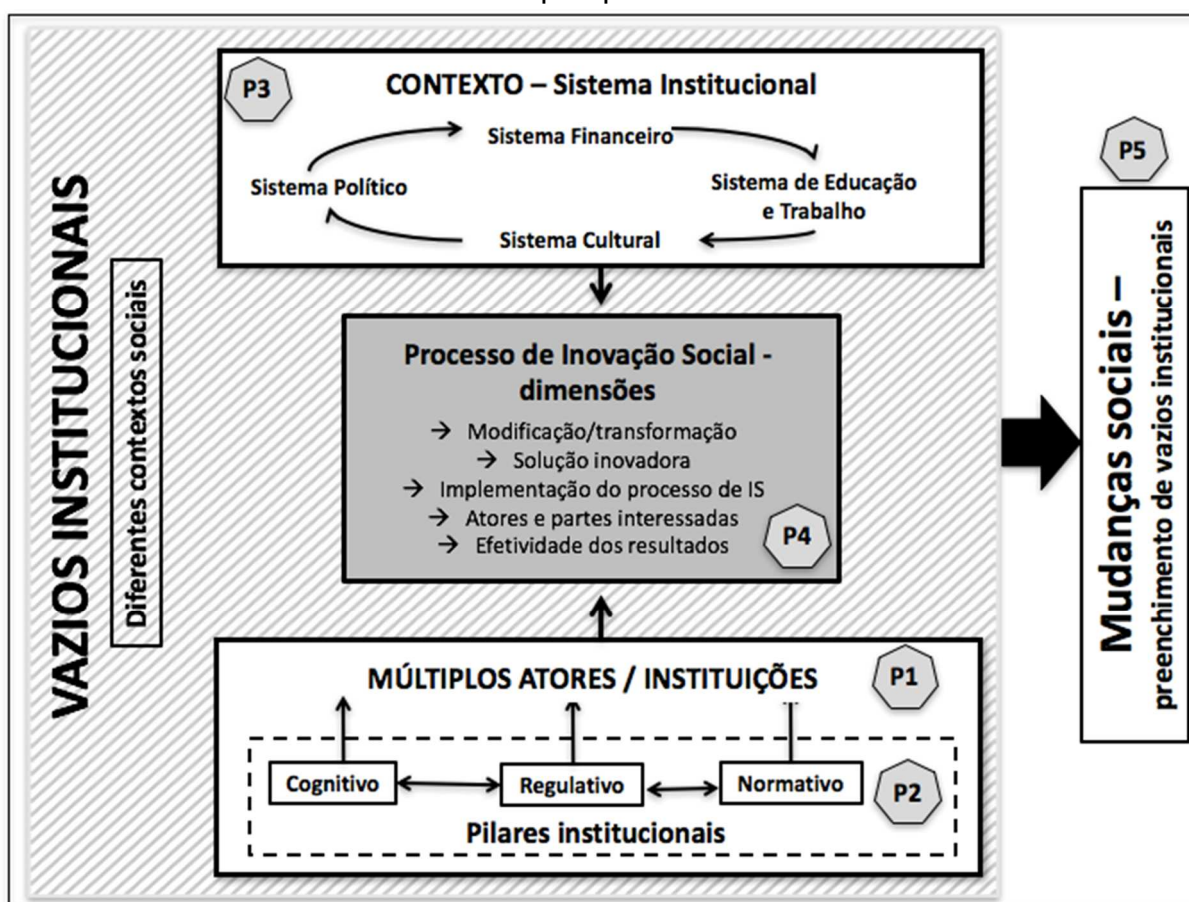 P3
CONTEXTO – Sistema Institucional
Sistema Financeiro
Sistema Político
Sistema de Educação
e Trabalho
Sistema Cultural
VAZIOS INSTITUCIONAIS
Diferentes contextos sociais
Processo de Inovação Social -
dimensões
→ Modificação/transformação
→ Solução inovadora
→ Implementação do processo de IS
→ Atores e partes interessadas
→ Efetividade dos resultados
P4
MÚLTIPLOS ATORES / INSTITUIÇÕES
P1
Cognitivo
Regulativo
Normativo
P2
Pilares institucionais
P5
Mudanças sociais –
preenchimento de vazios institucionais